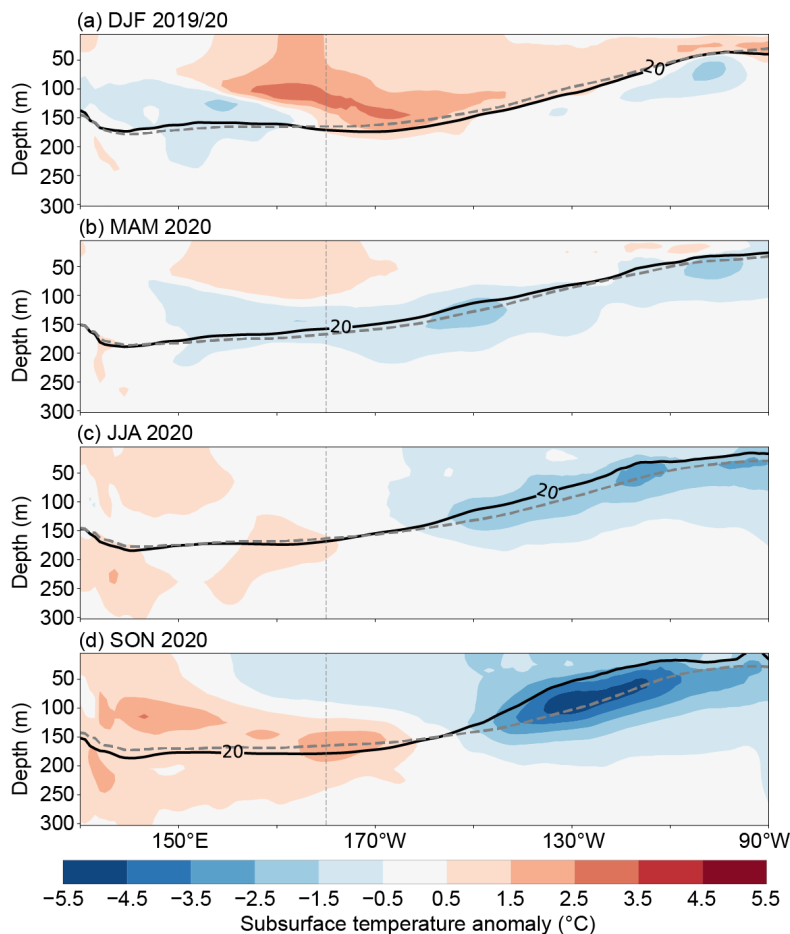 (a) DJF 2019/20
50
100
150
200
250
300
Depth (m)
20
(b) MAM 2020
50
100
150
200
250
300
Depth (m)
20
(c) JJA 2020
50
100
150
200
250
300
Depth (m)
20
(d) SON 2020
50
100
150
200
250
300
Depth (m)
20
150°E 170°W 130°W 90°W
−5.5 −4.5 −3.5 −2.5 −1.5 −0.5 0.5 1.5 2.5 3.5 4.5 5.5
Subsurface temperature anomaly (°C)